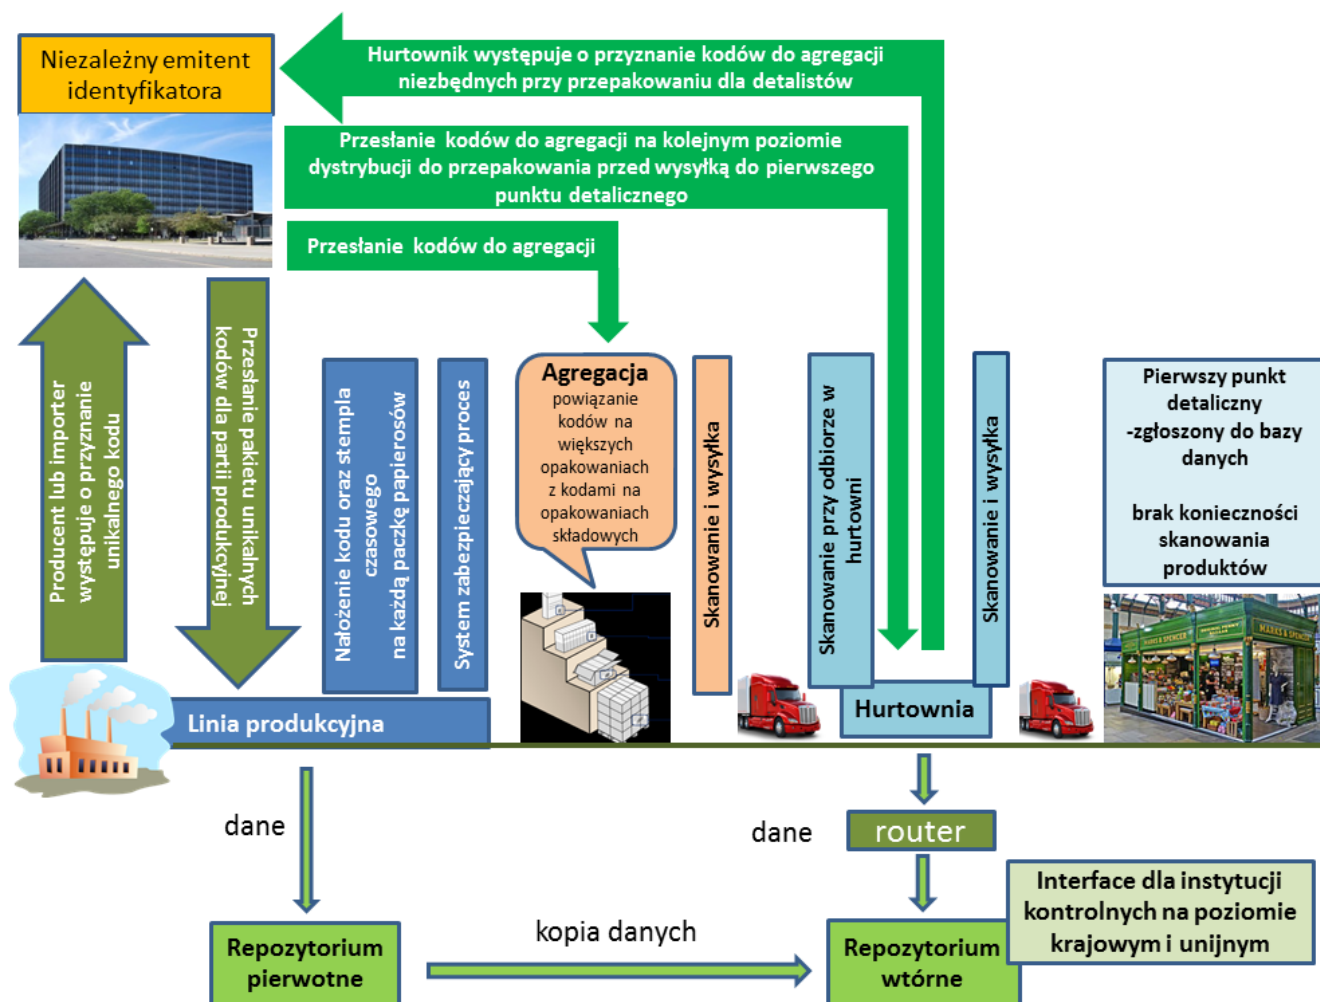 Niezależny emitent
identyfikatora
Hurtownik występuje o przyznanie kodów do agregacji
niezbędnych przy przepakowaniu dla detalistów
Przesłanie kodów do agregacji na kolejnym poziomie
dystrybucji do przepakowania przed wysyłką do pierwszego
punktu detalicznego
Przesłanie kodów do agregacji
Producent lub importer
występuje o przyznanie
unikalnego kodu
Przesłanie pakietu unikalnych
kodów dla partii produkcyjnej
Nałożenie kodu oraz stempla
czasowego
na każdą paczkę papierosów
System zabezpieczający proces
Agregacja
powiązanie
kodów na
większych
opakowaniach
z kodami na
opakowaniach
składowych
Skanowanie i wysyłka
Skanowanie przy odbiorze w
hurtowni
Skanowanie i wysyłka
Pierwszy punkt
detaliczny
-zgłoszony do bazy
danych
brak konieczności
skanowania
produktów
MARKS & SPENCER
MARKS & SPENCER
Linia produkcyjna
Hurtownia
dane
dane
router
Repozytorium
pierwotne
kopia danych
Repozytorium
wtórne
Interface dla instytucji
kontrolnych na poziomie
krajowym i unijnym